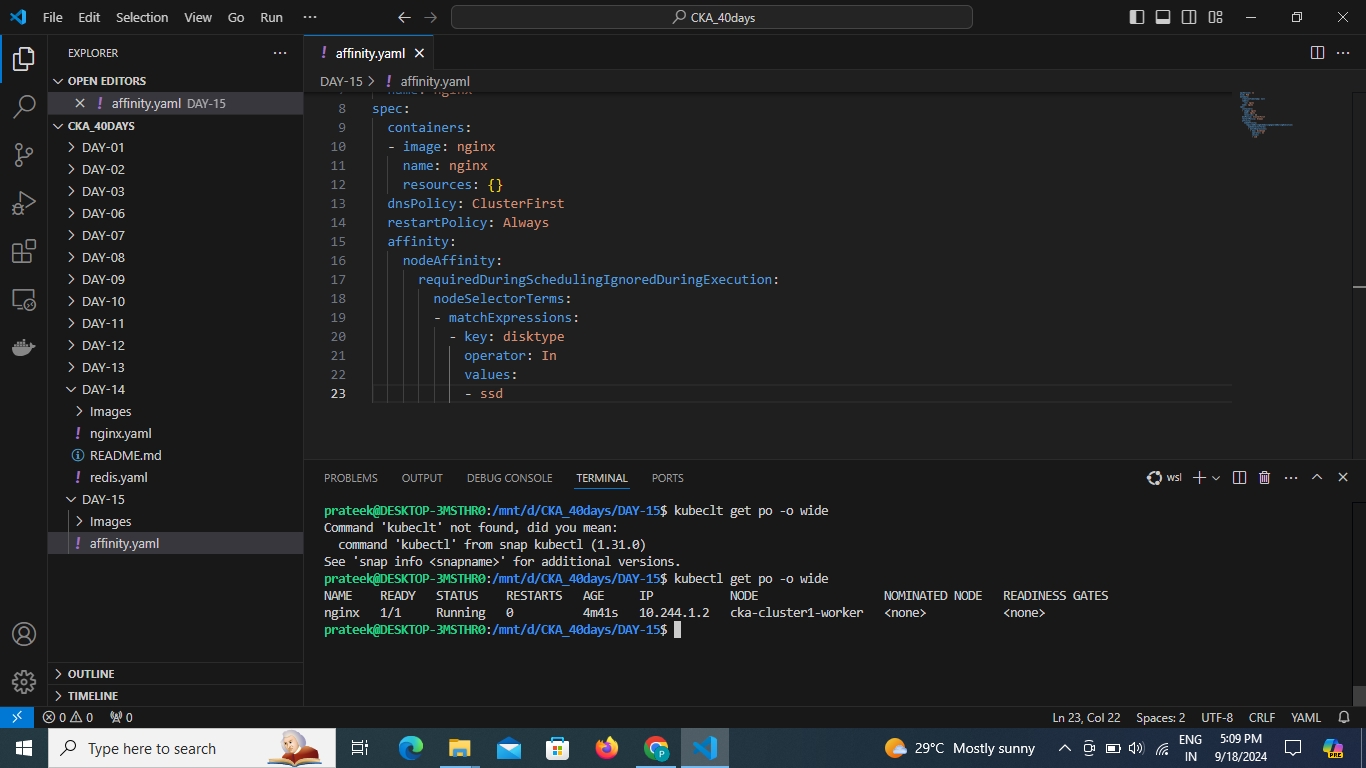 File Edit Selection View Go Run ···
CKA_40days
EXPLORER
OPEN EDITORS
! affinity.yaml DAY-15
CKA_40DAYS
DAY-01
DAY-02
DAY-03
DAY-06
DAY-07
DAY-08
DAY-09
DAY-10
DAY-11
DAY-12
DAY-13
DAY-14
Images
! nginx.yaml
README.md
! redis.yaml
DAY-15
Images
! affinity.yaml
OUTLINE
TIMELINE
! affinity.yaml
DAY-15 > ! affinity.yaml
8 spec:
9 containers:
10 - image: nginx
11 name: nginx
12 resources: {}
13 dnsPolicy: ClusterFirst
14 restartPolicy: Always
15 affinity:
16 nodeAffinity:
17 requiredDuringSchedulingIgnoredDuringExecution:
18 nodeSelectorTerms:
19 - matchExpressions:
20 - key: disktype
21 operator: In
22 values:
23 - ssd
PROBLEMS OUTPUT DEBUG CONSOLE TERMINAL PORTS
wsl
prateek@DESKTOP-3MSTHR0:/mnt/d/CKA_40days/DAY-15$ kubeclt get po -o wide
Command 'kubeclt' not found, did you mean:
command 'kubectl' from snap kubectl (1.31.0)
See 'snap info <snapname>' for additional versions.
prateek@DESKTOP-3MSTHR0:/mnt/d/CKA_40days/DAY-15$ kubectl get po -o wide
NAME READY STATUS RESTARTS AGE IP NODE NOMINATED NODE READINESS GATES
nginx 1/1 Running 0 4m41s 10.244.1.2 cka-cluster1-worker <none> <none>
prateek@DESKTOP-3MSTHR0:/mnt/d/CKA_40days/DAY-15$
0 0 0
Ln 23, Col 22 Spaces: 2 UTF-8 CRLF YAML
Type here to search
29°C Mostly sunny
ENG
IN
5:09 PM
9/18/2024
PRE